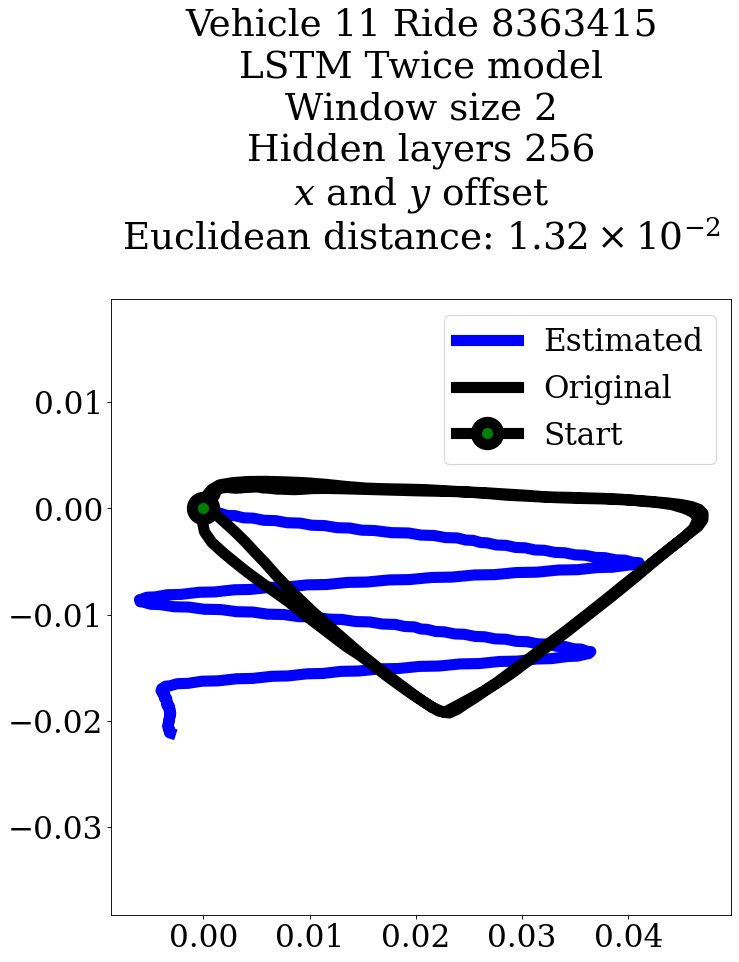 Vehicle 11 Ride 8363415
LSTM Twice model
Window size 2
Hidden layers 256
x and y offset
Euclidean distance: 1.32 × 10⁻²
Estimated
Original
Start
0.01
0.00
−0.01
−0.02
−0.03
0.00 0.01 0.02 0.03 0.04